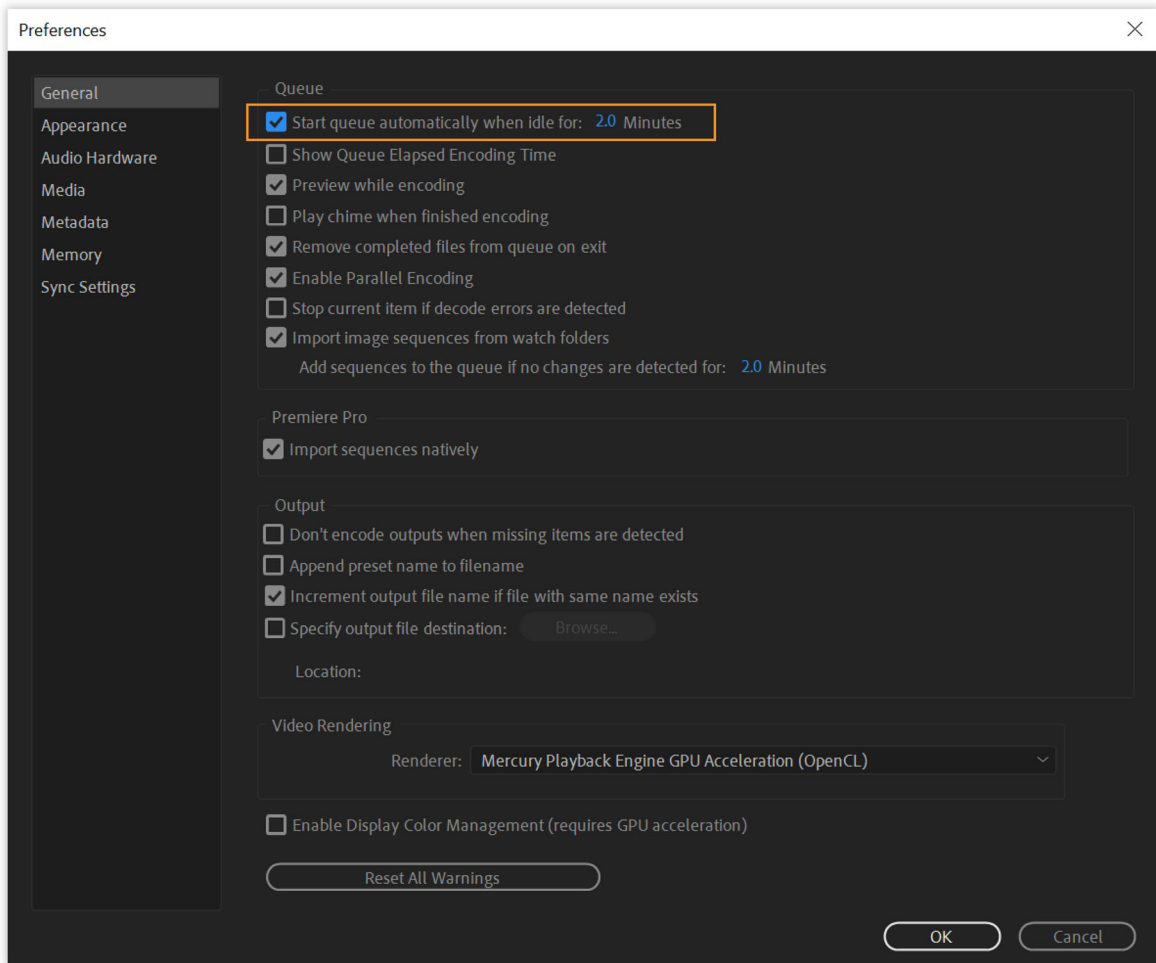 Preferences
General
Appearance
Audio Hardware
Media
Metadata
Memory
Sync Settings
Queue
Start queue automatically when idle for: 2.0 Minutes
Show Queue Elapsed Encoding Time
Preview while encoding
Play chime when finished encoding
Remove completed files from queue on exit
Enable Parallel Encoding
Stop current item if decode errors are detected
Import image sequences from watch folders
Add sequences to the queue if no changes are detected for: 2.0 Minutes
Premiere Pro
Import sequences natively
Output
Don't encode outputs when missing items are detected
Append preset name to filename
Increment output file name if file with same name exists
Specify output file destination: Browse...
Location:
Video Rendering
Renderer: Mercury Playback Engine GPU Acceleration (OpenCL)
Enable Display Color Management (requires GPU acceleration)
Reset All Warnings
OK Cancel